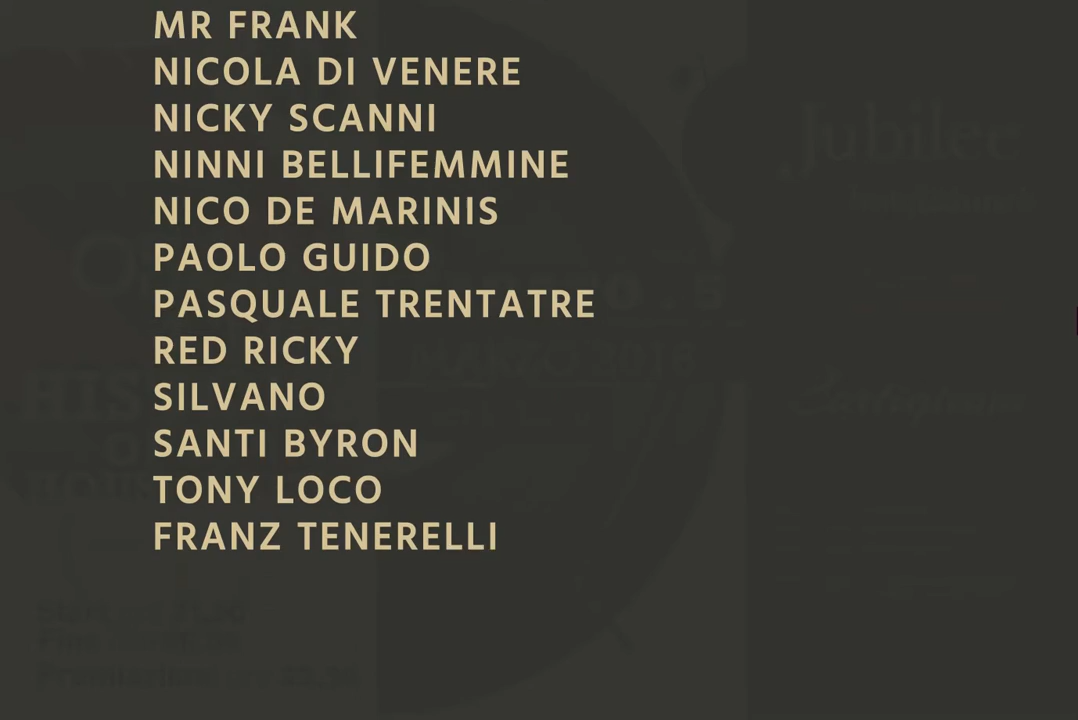 MR FRANK
NICOLA DI VENERE
NICKY SCANNI
NINNI BELLIFEMMINE
NICO DE MARINIS
PAOLO GUIDO
PASQUALE TRENTATRE
RED RICKY
SILVANO
SANTI BYRON
TONY LOCO
FRANZ TENERELLI
Jubilee